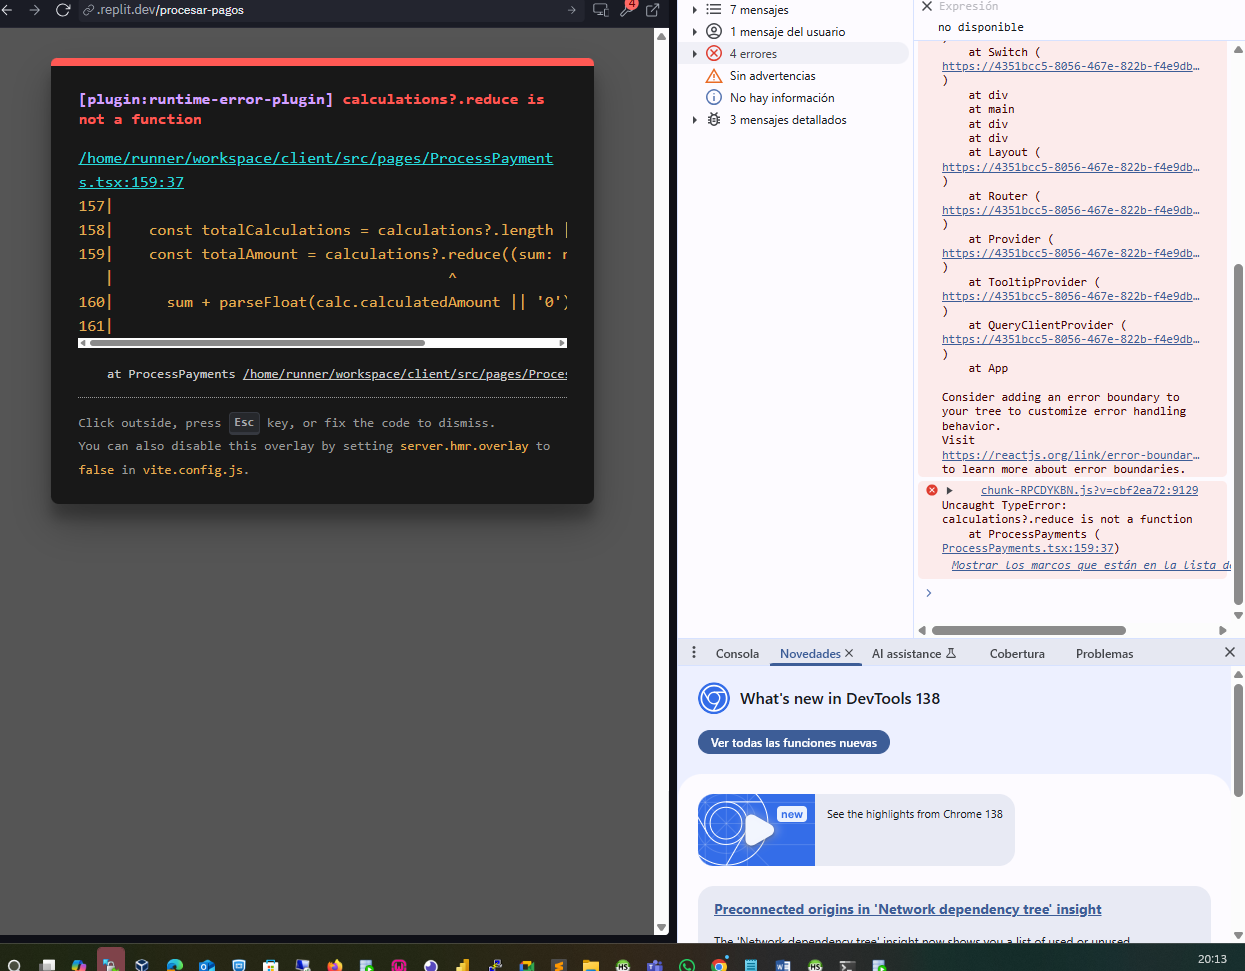 .replit.dev/procesar-pagos
4
[plugin:runtime-error-plugin] calculations?.reduce is
not a function
/home/runner/workspace/client/src/pages/ProcessPayment
s.tsx:159:37
157|
158|    const totalCalculations = calculations?.length |
159|    const totalAmount = calculations?.reduce((sum: n
|    ^
160|      sum + parseFloat(calc.calculatedAmount || '0')
161|
at ProcessPayments /home/runner/workspace/client/src/pages/Proces
Click outside, press Esc key, or fix the code to dismiss.
You can also disable this overlay by setting server.hmr.overlay to
false in vite.config.js.
7 mensajes
1 mensaje del usuario
4 errores
Sin advertencias
No hay información
3 mensajes detallados
Expresión
no disponible
)
at Switch (
https://4351bcc5-8056-467e-822b-f4e9db…
)
at div
at main
at div
at div
at Layout (
https://4351bcc5-8056-467e-822b-f4e9db…
)
at Router (
https://4351bcc5-8056-467e-822b-f4e9db…
)
at Provider (
https://4351bcc5-8056-467e-822b-f4e9db…
)
at TooltipProvider (
https://4351bcc5-8056-467e-822b-f4e9db…
)
at QueryClientProvider (
https://4351bcc5-8056-467e-822b-f4e9db…
)
at App
Consider adding an error boundary to
your tree to customize error handling
behavior.
Visit
https://reactjs.org/link/error-boundar…
to learn more about error boundaries.
chunk-RPCDYKBN.js?v=cbf2ea72:9129
Uncaught TypeError:
calculations?.reduce is not a function
at ProcessPayments (
ProcessPayments.tsx:159:37)
Mostrar los marcos que están en la lista de
Consola
Novedades
AI assistance
Cobertura
Problemas
What's new in DevTools 138
Ver todas las funciones nuevas
new
See the highlights from Chrome 138
Preconnected origins in 'Network dependency tree' insight
The 'Network dependency tree' insight now shows you a list of used or unused
20:13